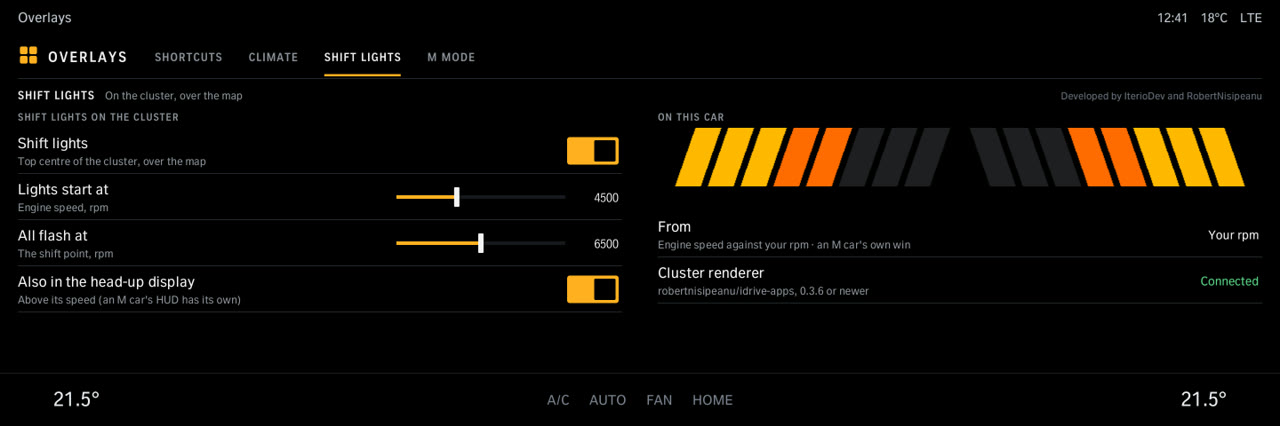 Overlays
12:41 18°C LTE
OVERLAYS SHORTCUTS CLIMATE SHIFT LIGHTS M MODE
SHIFT LIGHTS On the cluster, over the map
Developed by IterioDev and RobertNisipeanu
SHIFT LIGHTS ON THE CLUSTER
Shift lights
Top centre of the cluster, over the map
Lights start at
Engine speed, rpm
4500
All flash at
The shift point, rpm
6500
Also in the head-up display
Above its speed (an M car's HUD has its own)
ON THIS CAR
From
Engine speed against your rpm · an M car's own win
Your rpm
Cluster renderer
robertnisipeanu/idrive-apps, 0.3.6 or newer
Connected
21.5° A/C AUTO FAN HOME 21.5°